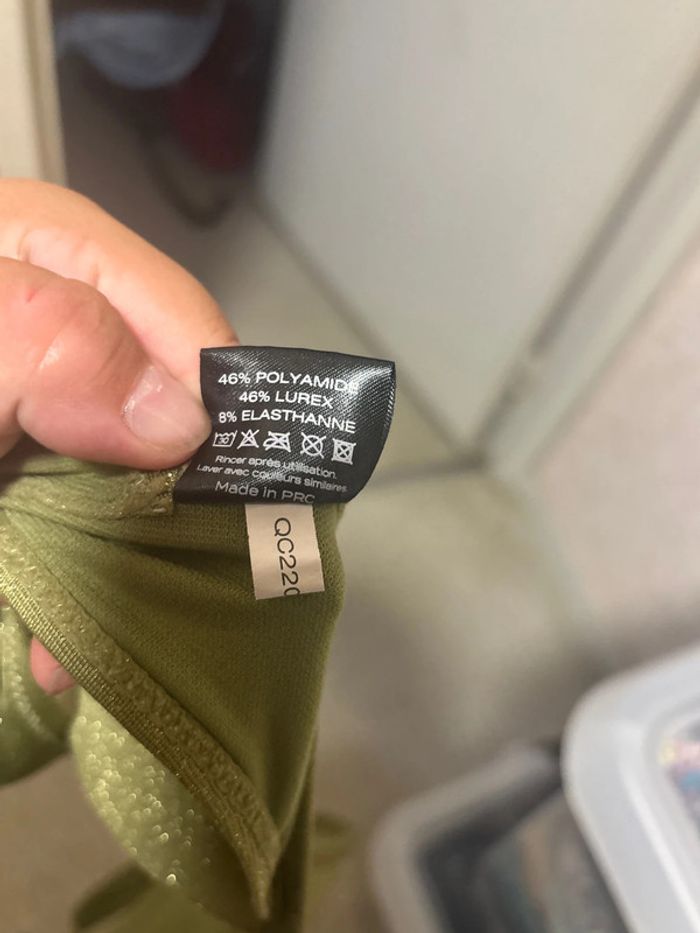 46% POLYAMIDE
46% LUREX
8% ELASTHANNE
Rincer après utilisation.
Laver avec couleurs similaires.
Made in PRC
QC220